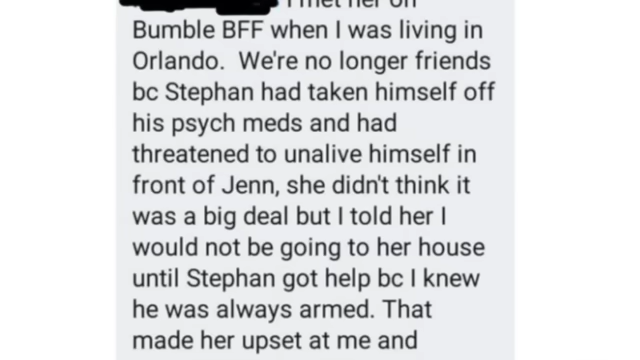 I met her on
Bumble BFF when I was living in
Orlando. We're no longer friends
bc Stephan had taken himself off
his psych meds and had
threatened to unalive himself in
front of Jenn, she didn't think it
was a big deal but I told her I
would not be going to her house
until Stephan got help bc I knew
he was always armed. That
made her upset at me and